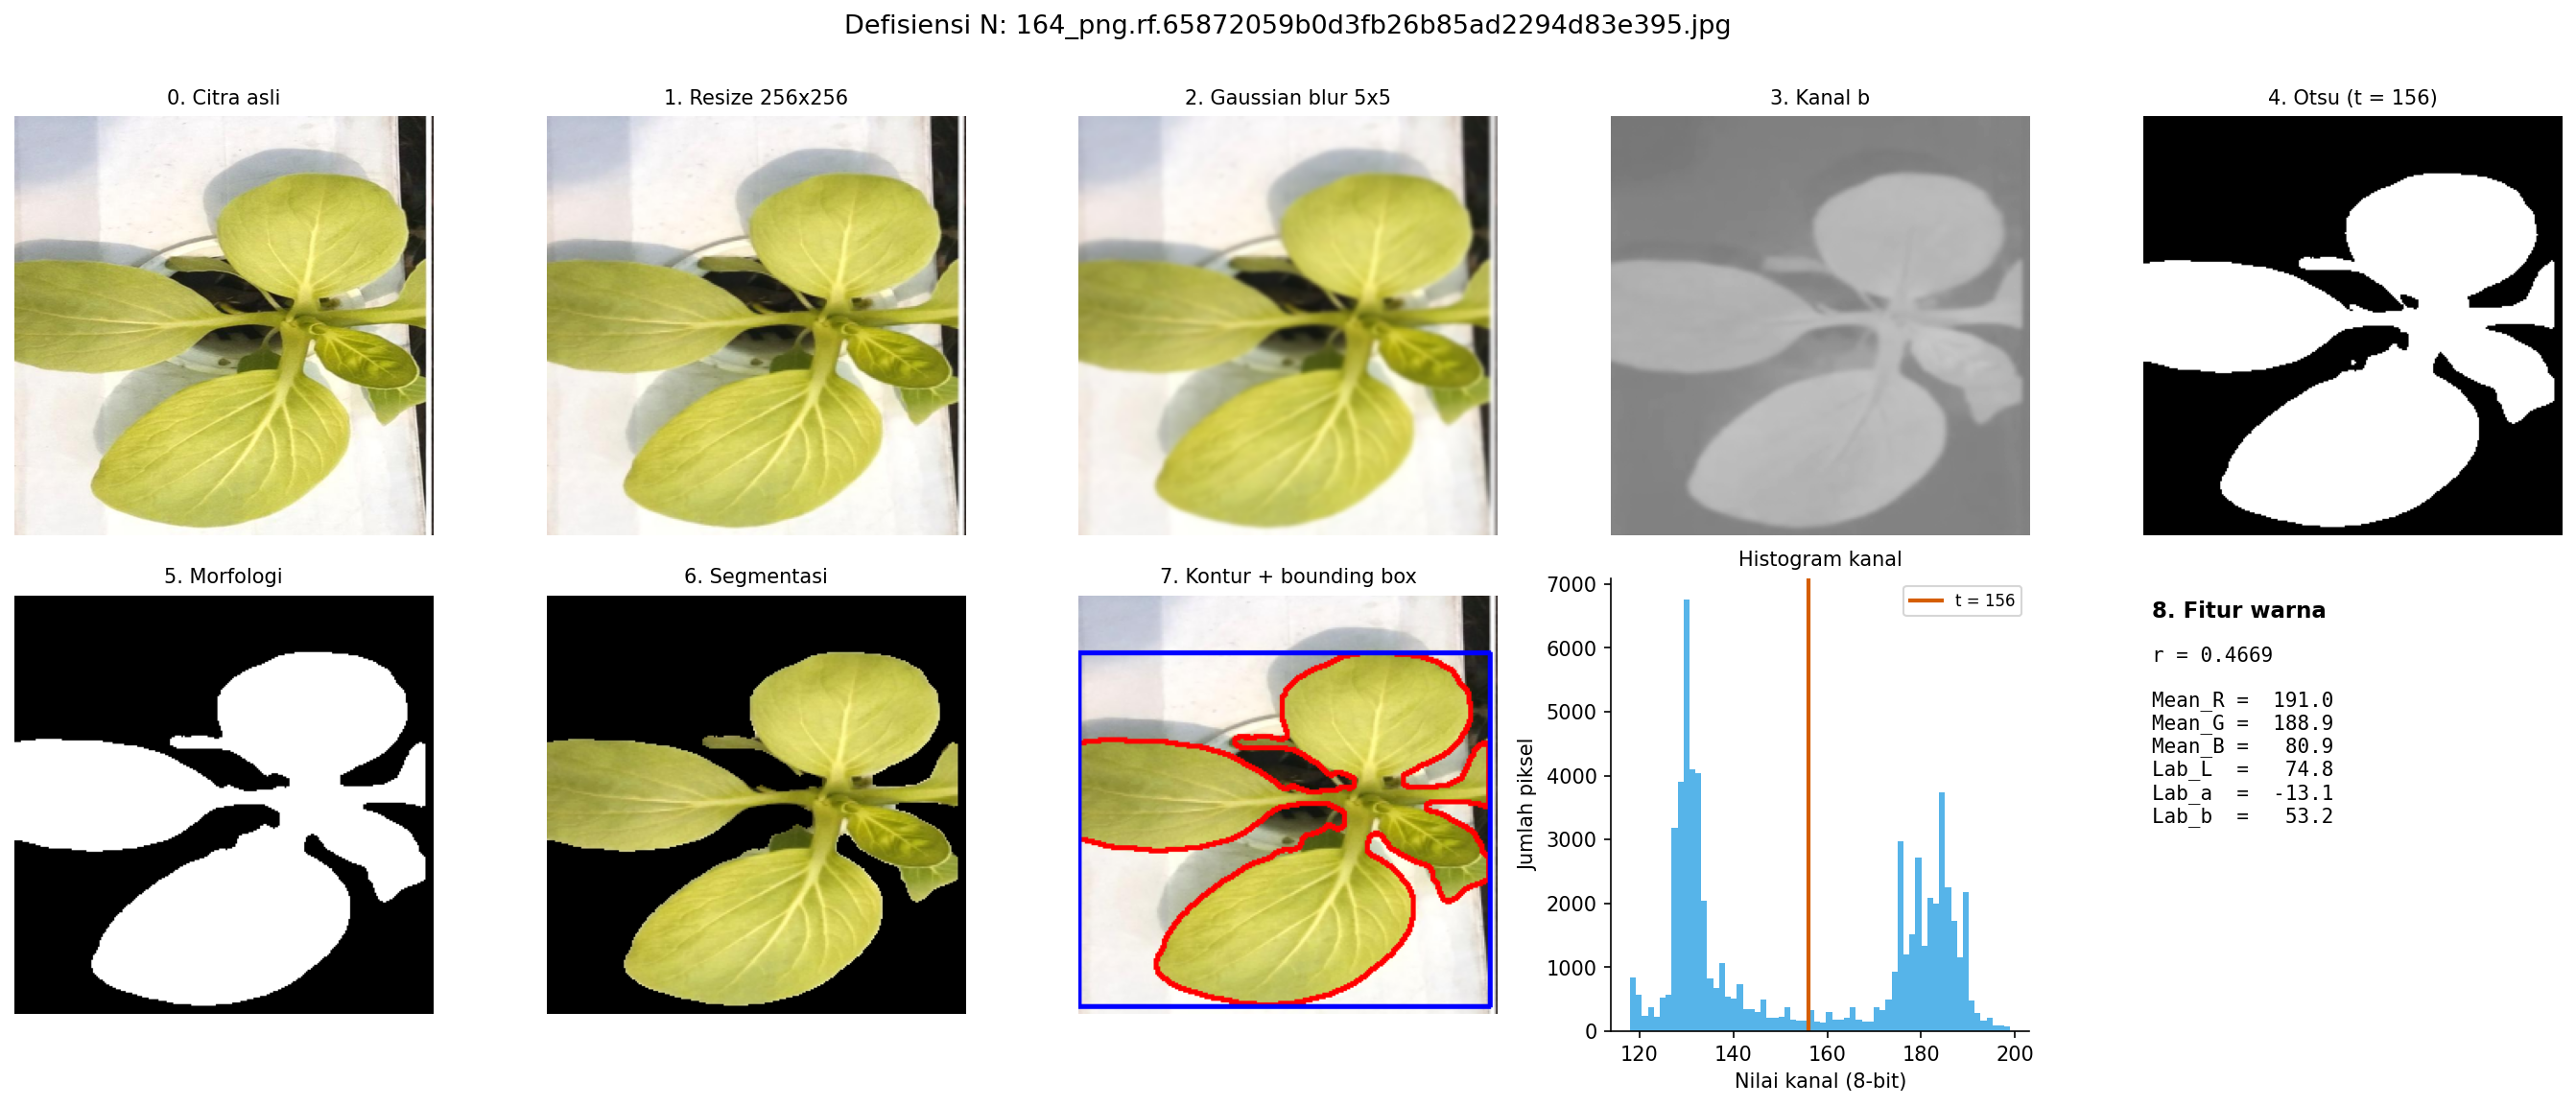 Defisiensi N: 164_png.rf.65872059b0d3fb26b85ad2294d83e395.jpg
0. Citra asli
1. Resize 256x256
2. Gaussian blur 5x5
3. Kanal b
4. Otsu (t = 156)
5. Morfologi
6. Segmentasi
7. Kontur + bounding box
Histogram kanal
t = 156
7000
6000
5000
4000
3000
2000
1000
0
Jumlah piksel
120 140 160 180 200
Nilai kanal (8-bit)
8. Fitur warna
r = 0.4669
Mean_R = 191.0
Mean_G = 188.9
Mean_B = 80.9
Lab_L = 74.8
Lab_a = -13.1
Lab_b = 53.2